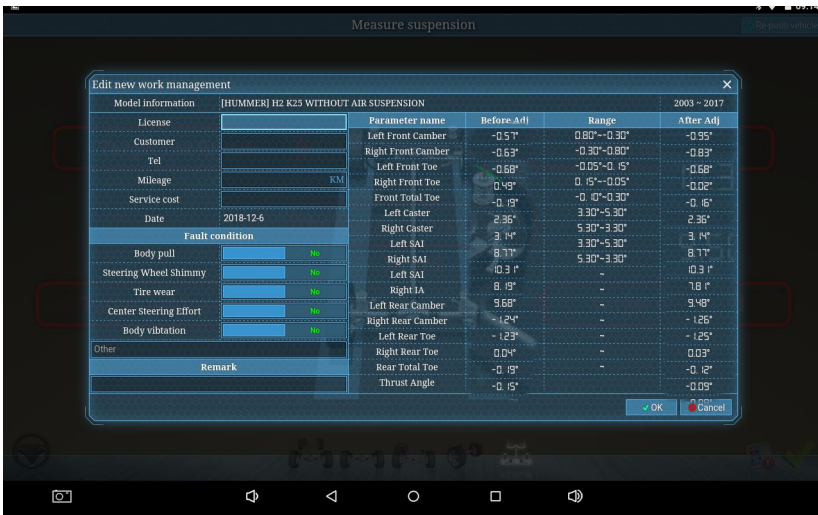 09:14
Measure suspension
Re-push vehicle
Edit new work management
Model information [HUMMER] H2 K25 WITHOUT AIR SUSPENSION 2003 ~ 2017
License
Customer
Tel
Mileage KM
Service cost
Date 2018-12-6
Fault condition
Body pull No
Steering Wheel Shimmy No
Tire wear No
Center Steering Effort No
Body vibtation No
Other
Remark
Parameter name Before Adj Range After Adj
Left Front Camber -0.57° 0.80°~-0.30° -0.95°
Right Front Camber -0.63° -0.30°~0.80° -0.83°
Left Front Toe -0.68° -0.05°~0.15° -0.68°
Right Front Toe 0.49° 0.15°~-0.05° -0.02°
Front Total Toe -0.19° -0.10°~0.30° -0.16°
Left Caster 2.36° 3.30°~5.30° 2.36°
Right Caster 3.14° 5.30°~3.30° 3.14°
Left SAI 8.77° 3.30°~5.30° 8.77°
Right SAI 10.31° 5.30°~3.30° 10.31°
Left SAI 8.19° ~ 7.81°
Right IA 9.68° ~ 9.48°
Left Rear Camber -1.24° ~ -1.26°
Right Rear Camber -1.23° ~ -1.25°
Left Rear Toe 0.04° ~ 0.03°
Right Rear Toe -0.19° ~ -0.12°
Rear Total Toe -0.15° ~ -0.09°
Thrust Angle
OK Cancel